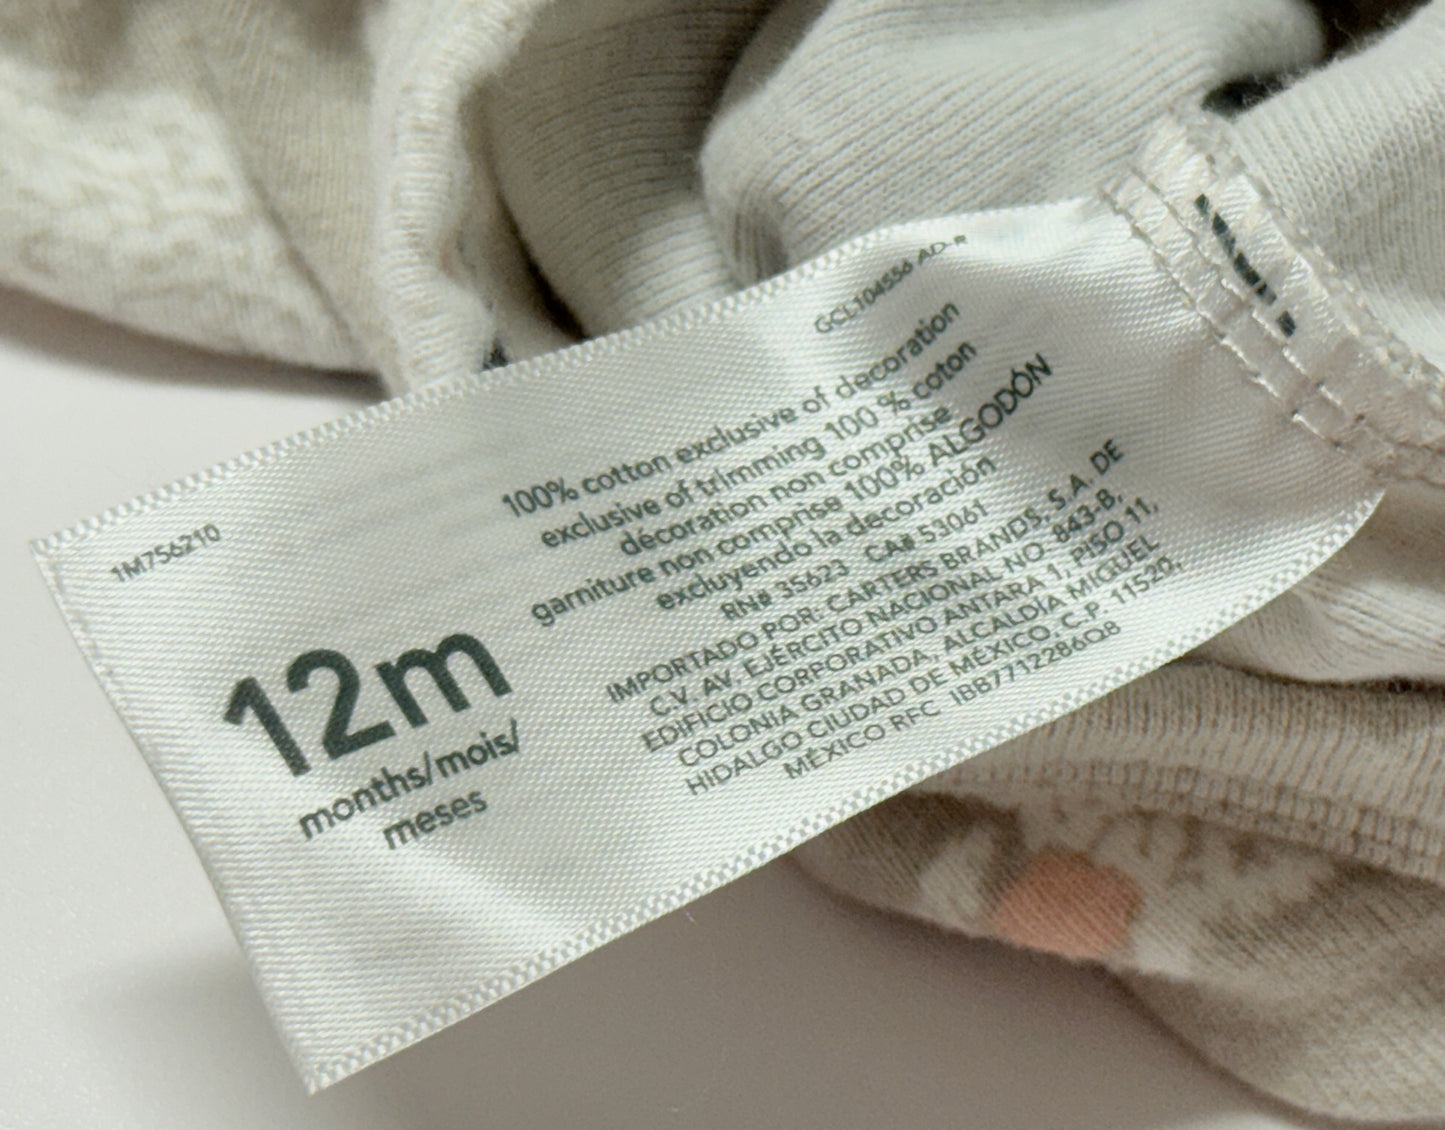 GCL104556 AD-R
1M756210
100% cotton exclusive of decoration
exclusive of trimming 100 % coton
décoration non comprise
garniture non comprise 100% ALGODÓN
excluyendo la decoración
RN# 35623 CA# 53061
IMPORTADO POR: CARTERS BRANDS, S.A. DE
C.V. AV. EJÉRCITO NACIONAL NO. 843-B,
EDIFICIO CORPORATIVO ANTARA 1, PISO 11,
COLONIA GRANADA, ALCALDÍA MIGUEL
HIDALGO CIUDAD DE MÉXICO, C.P. 11520,
MÉXICO RFC IBB7712286Q8
12m
months/mois/
meses